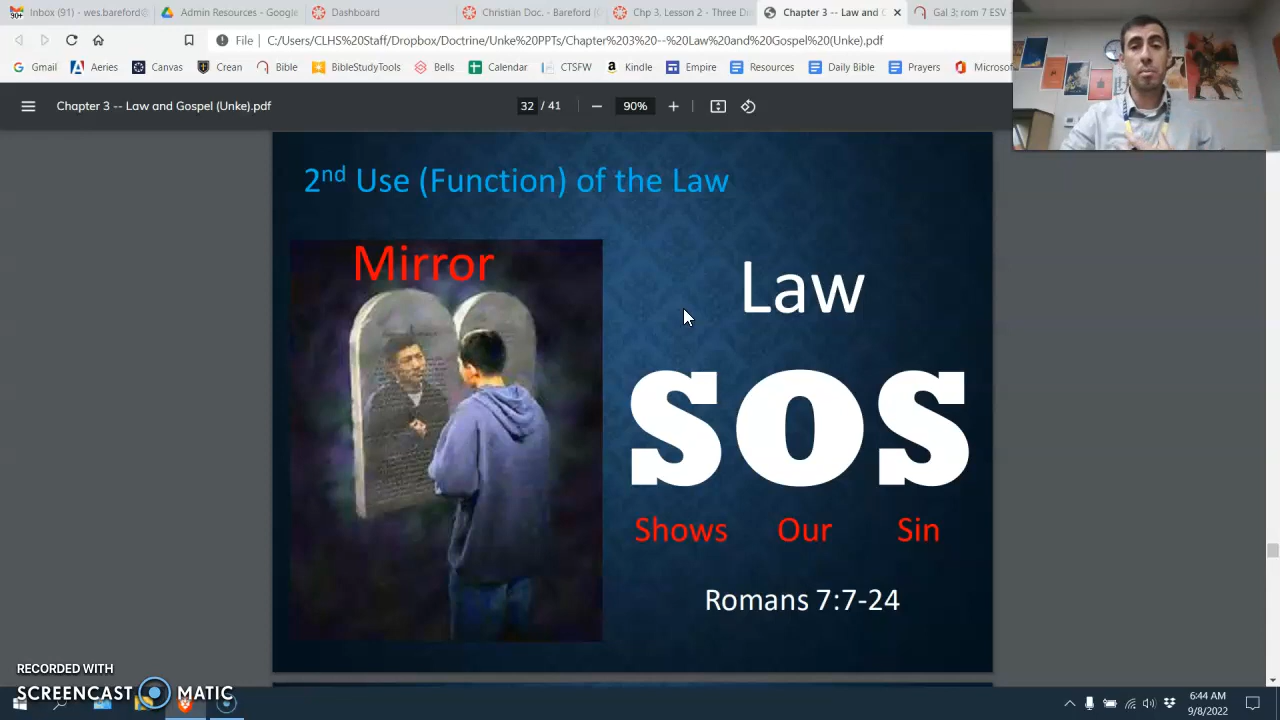 90+
Inbox (91) - wes.bareford@
Admin Resources - Google
Dashboard
Christian Doc. - Bareford (
Chp 3, Lesson 2 - Three Di
Chapter 3 -- Law and G
Gal 3; rom 7 ESV
File
C:/Users/CLHS%20Staff/Dropbox
ctrine/Unke%20PPTs/Chapter%203%20--%20Law%20and%20Gospel%20(Unke).pdf
Gmail
Aeries
Canvas
Crean
Bible
BiblestudyTools
Calendar
CTSFW
Kindle
Empire
Resources
Daily Bible
Prayers
Microso
Chapter 3 -- Law and Gospel (Unke).pdf
32 / 41
90%
2nd Use (Function) of the Law
Mirror
Law
SOS
Shows Our Sin
Romans 7:7-24
RECORDED WITH
SCREENCAST MATIC
6:44 AM
9/8/2022